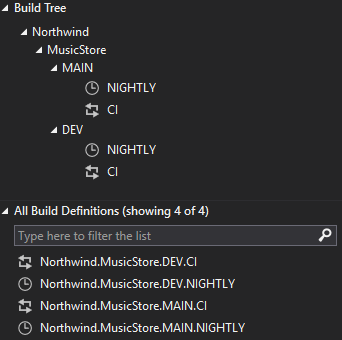 Build Tree
Northwind
MusicStore
MAIN
NIGHTLY
CI
DEV
NIGHTLY
CI
All Build Definitions (showing 4 of 4)
Type here to filter the list
Northwind.MusicStore.DEV.CI
Northwind.MusicStore.DEV.NIGHTLY
Northwind.MusicStore.MAIN.CI
Northwind.MusicStore.MAIN.NIGHTLY